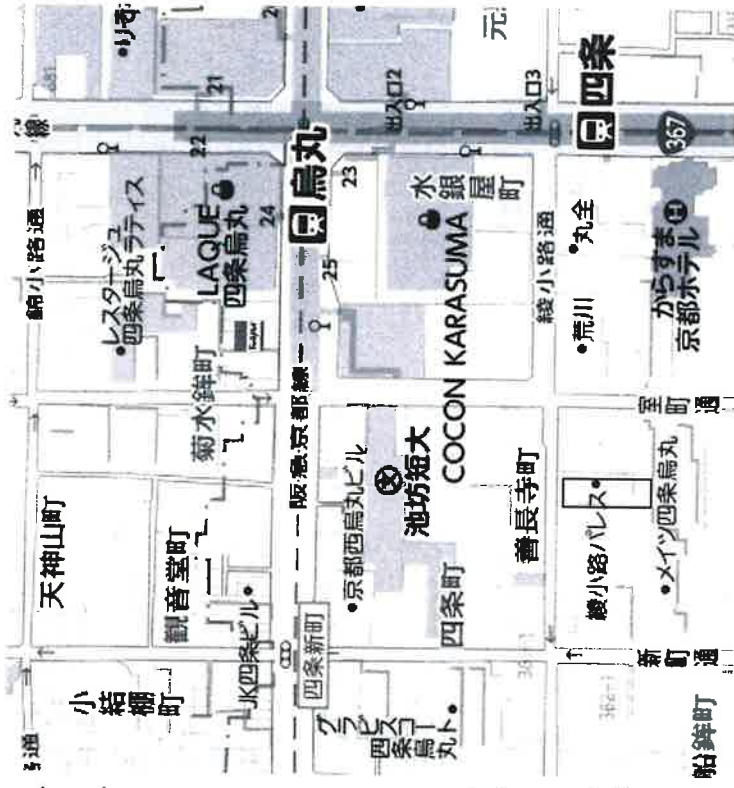 錦小路通
レスタージュ
四条烏丸ラティス
22
21
681
LAQUE
四条烏丸
24
天神山町
菊水鉾町
観音堂町
小結棚町
JK四条ビル
阪急京都線
烏丸
四条新町
25
23
出入口2
京都西烏丸ビル
池坊短大
COCON KARASUMA
水銀屋町
四条町
グラビスコート
四条烏丸
善長寺町
綾小路通
出入口3
四条
367
荒川
丸全
からすま
京都ホテル
綾小路パレス
メイツ四条烏丸
室町通
新町通
船鉾町